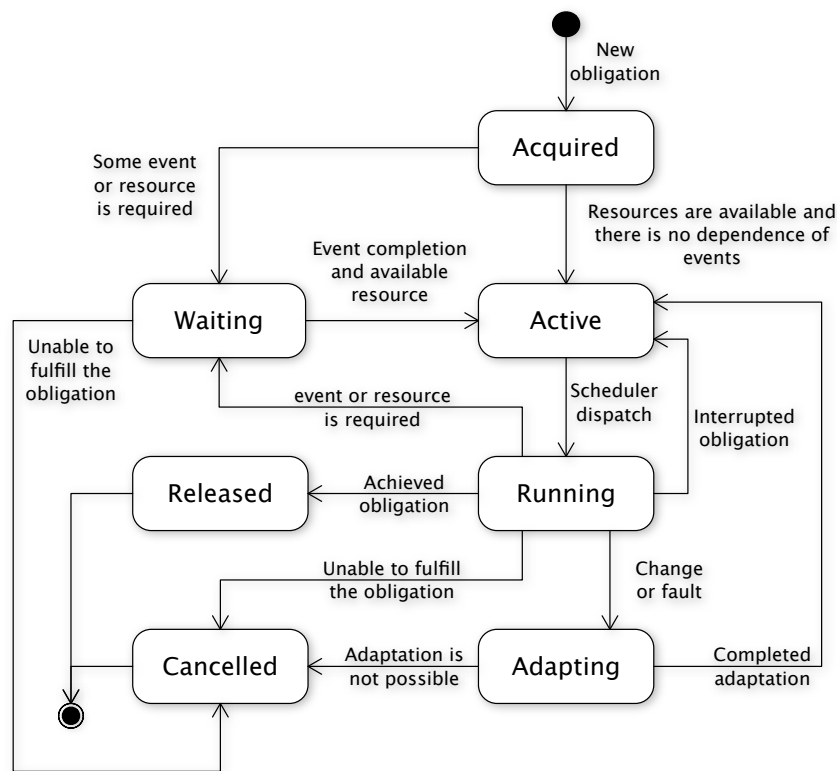 New
obligation
Acquired
Some event
or resource
is required
Resources are available and
there is no dependence of
events
Event completion
and available
resource
Waiting
Active
Unable to
fulfill the
obligation
event or resource
is required
Scheduler
dispatch
Interrupted
obligation
Released
Achieved
obligation
Running
Unable to fulfill
the obligation
Change
or fault
Cancelled
Adaptation is
not possible
Adapting
Completed
adaptation